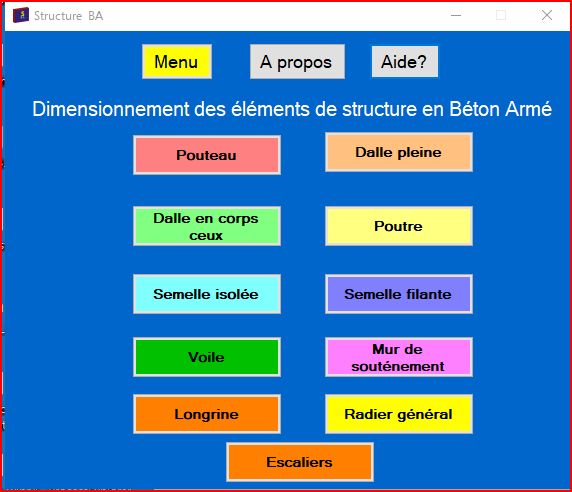 Structure BA
Menu
A propos
Aide?
Dimensionnement des éléments de structure en Béton Armé
Pouteau
Dalle pleine
Dalle en corps
ceux
Poutre
Semelle isolée
Semelle filante
Voile
Mur de
souténement
Longrine
Radier général
Escaliers